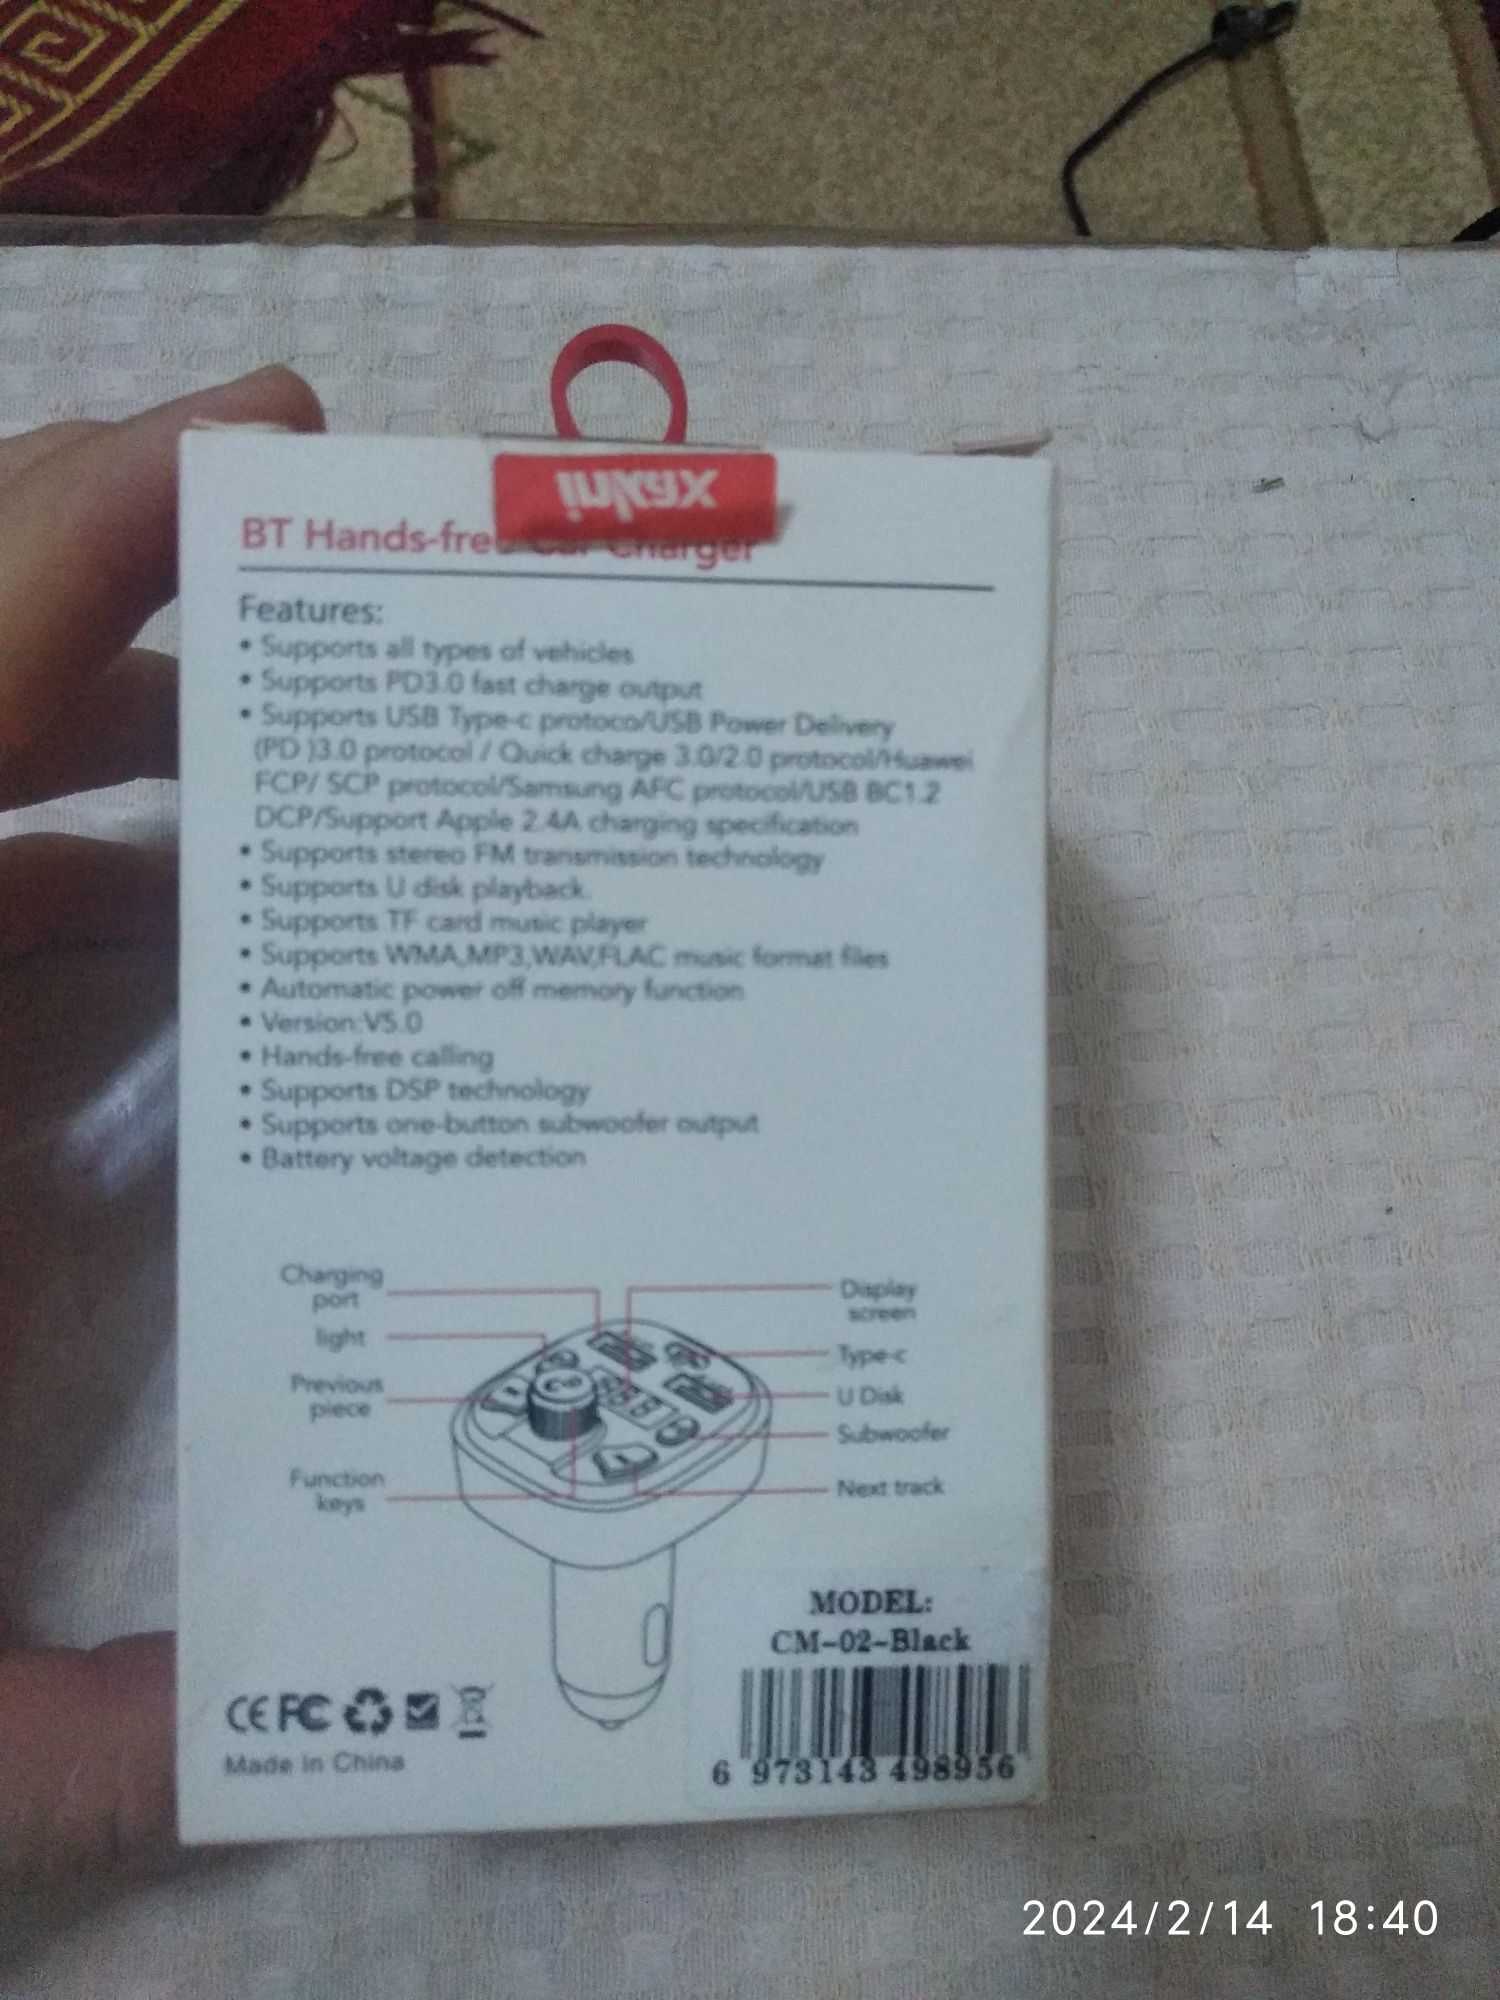 inkax
BT Hands-free Car Charger
Features:
• Supports all types of vehicles
• Supports PD3.0 fast charge output
• Supports USB Type-c protoco/USB Power Delivery
(PD )3.0 protocol / Quick charge 3.0/2.0 protocol/Huawei
FCP/ SCP protocol/Samsung AFC protocol/USB BC1.2
DCP/Support Apple 2.4A charging specification
• Supports stereo FM transmission technology
• Supports U disk playback.
• Supports TF card music player
• Supports WMA,MP3,WAV,FLAC music format files
• Automatic power off memory function
• Version:V5.0
• Hands-free calling
• Supports DSP technology
• Supports one-button subwoofer output
• Battery voltage detection
Charging
port
light
Previous
piece
Function
keys
Display
screen
Type-c
U Disk
Subwoofer
Next track
MODEL:
CM-02-Black
6 973143 498956
CE FC
Made in China
2024/2/14 18:40